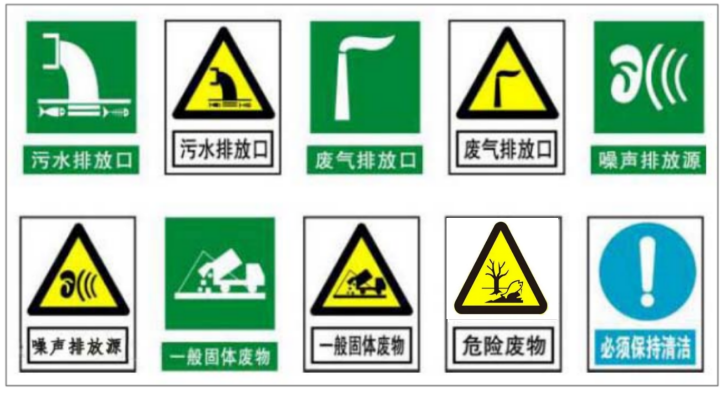 污水排放口
污水排放口
废气排放口
废气排放口
噪声排放源
噪声排放源
一般固体废物
一般固体废物
危险废物
必须保持清洁